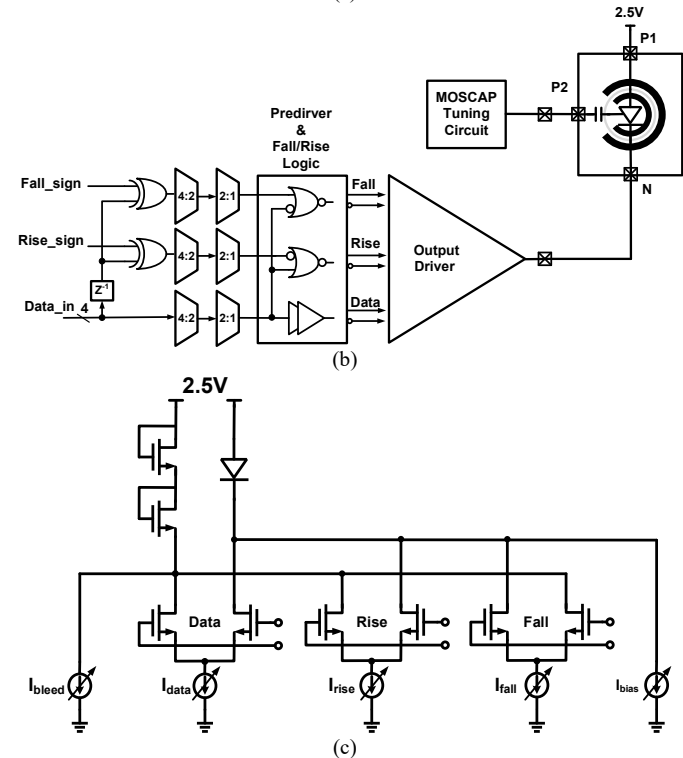 2.5V
P1
P2
MOSCAP
Tuning
Circuit
N
Predirver
&
Fall/Rise
Logic
Fall_sign
4:2
2:1
Fall
Rise_sign
4:2
2:1
Rise
Output
Driver
Z-1
Data_in
4
4:2
2:1
Data
(b)
2.5V
Data
Rise
Fall
Ibleed
Idata
Irise
Ifall
Ibias
(c)